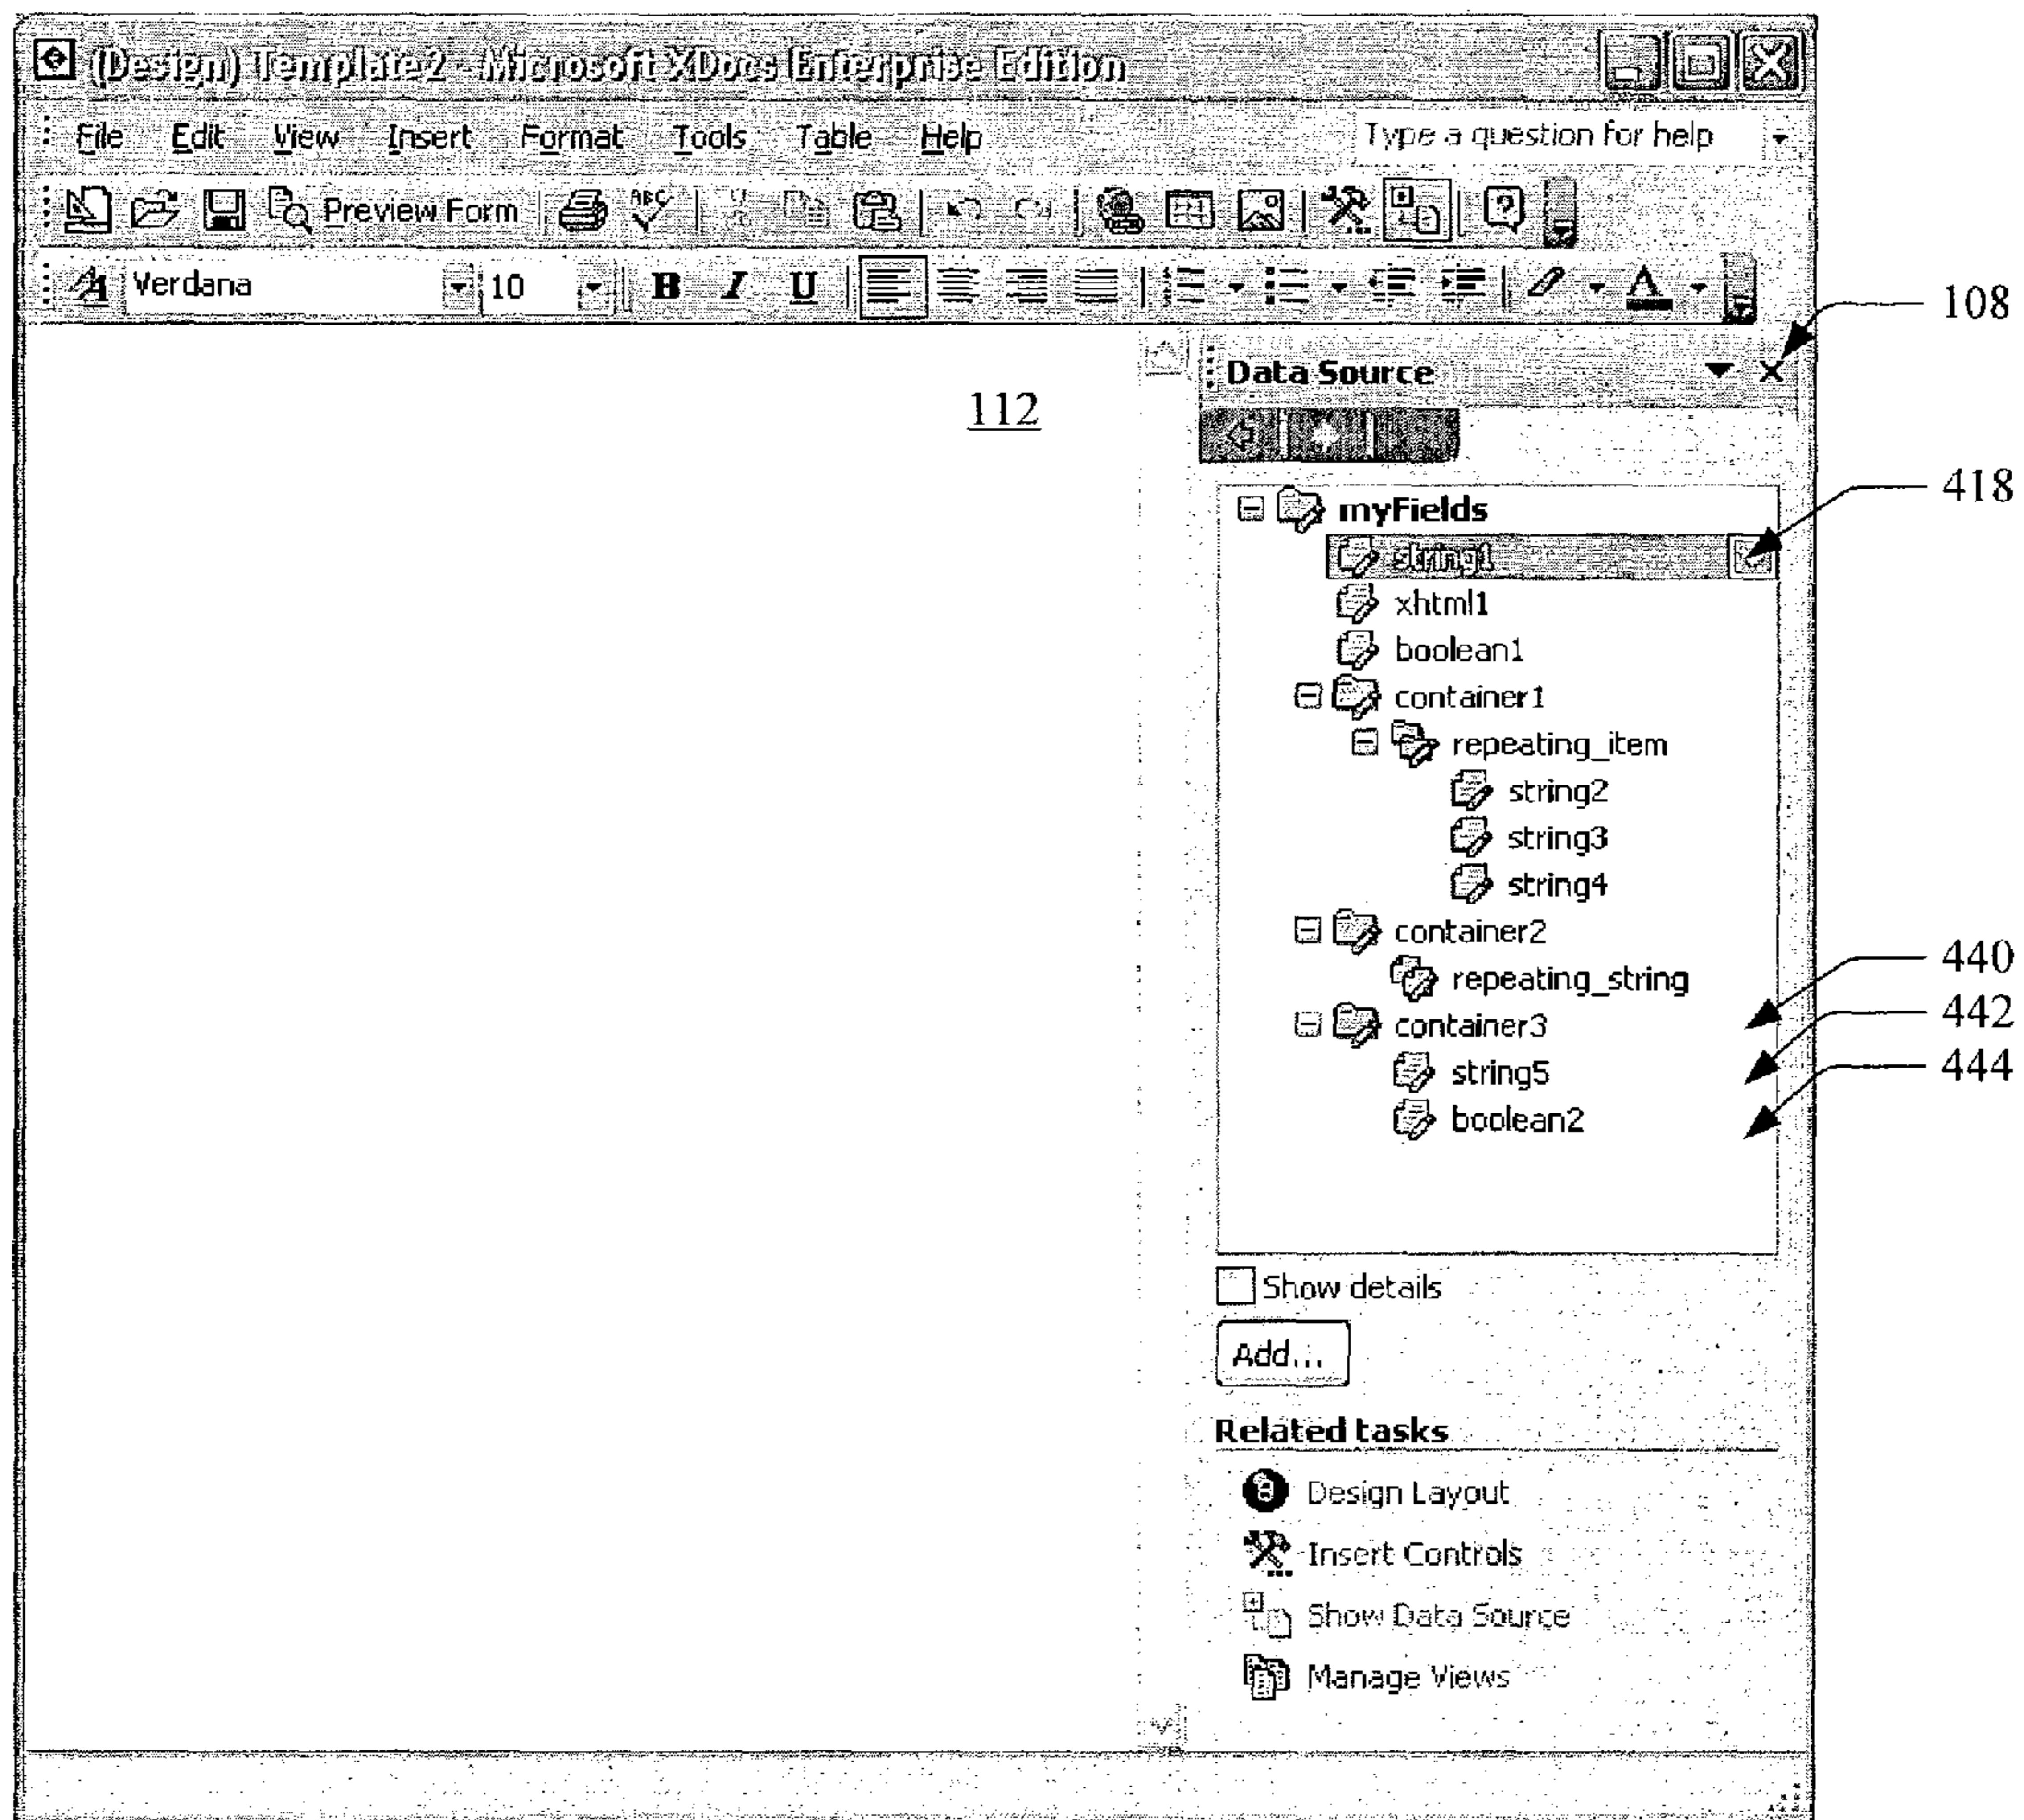 (Design) Template2 - Microsoft XDocs Enterprise Edition
File Edit View Insert Format Tools Table Help Type a question for help
Preview Form ABC
Verdana 10 B I U A
108
Data Source
112
418
myFields
string1
xhtml1
boolean1
container1
repeating_item
string2
string3
string4
container2
440
repeating_string
442
container3
444
string5
boolean2
Show details
Add...
Related tasks
Design Layout
Insert Controls
Show Data Source
Manage Views